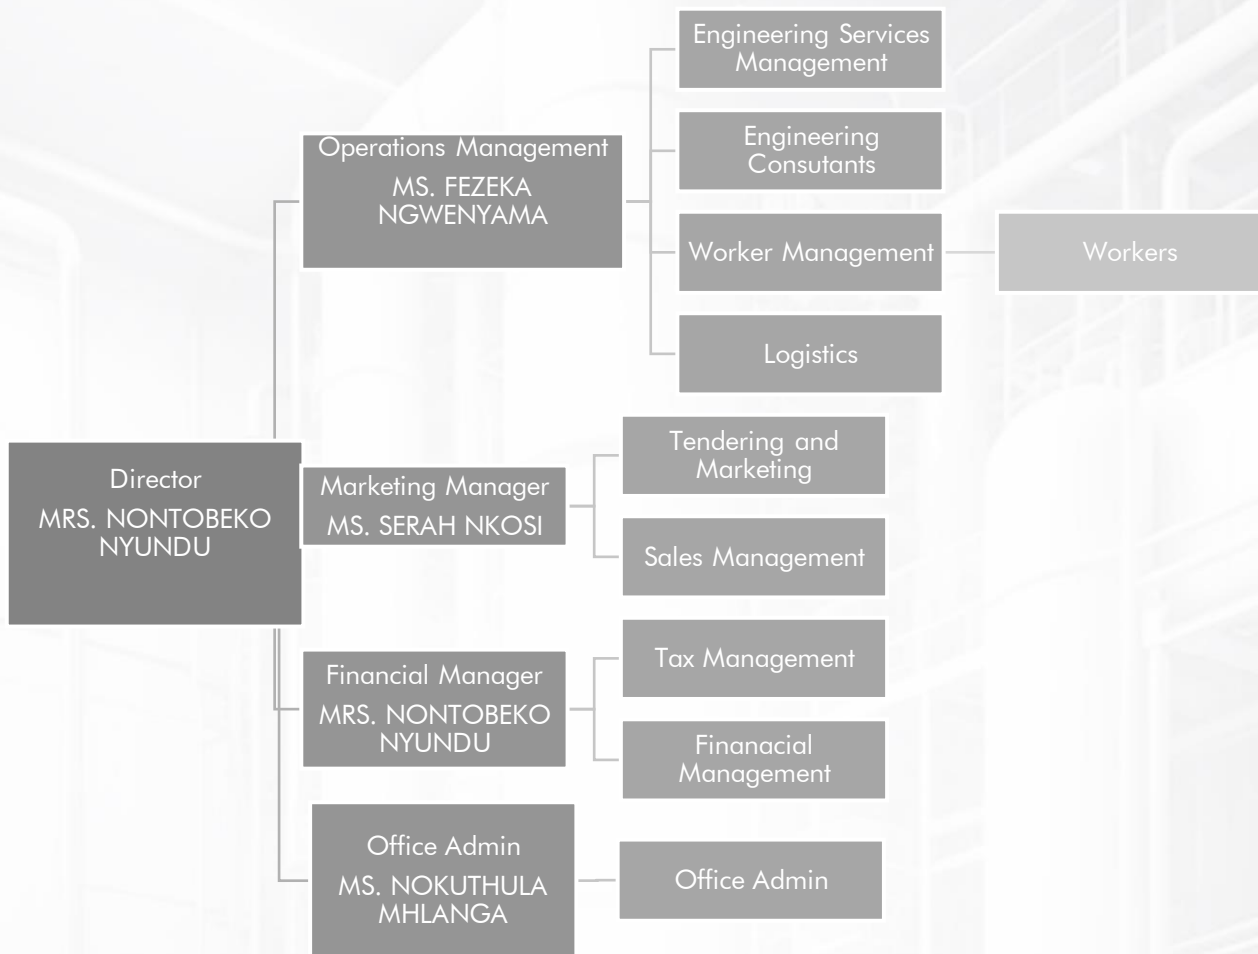 Director
MRS. NONTOBEKO
NYUNDU
Operations Management
MS. FEZEKA
NGWENYAMA
Engineering Services
Management
Engineering
Consutants
Worker Management
Workers
Logistics
Marketing Manager
MS. SERAH NKOSI
Tendering and
Marketing
Sales Management
Financial Manager
MRS. NONTOBEKO
NYUNDU
Tax Management
Finanacial
Management
Office Admin
MS. NOKUTHULA
MHLANGA
Office Admin